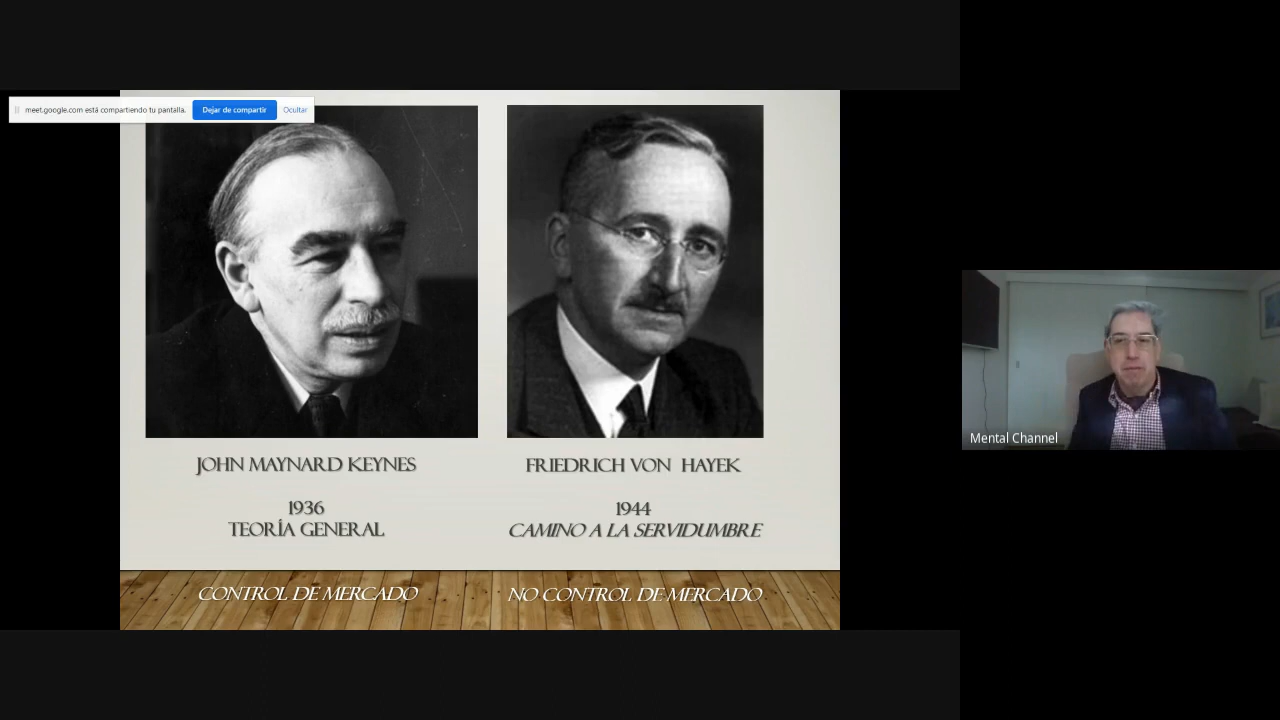 meet.google.com está compartiendo tu pantalla.
Dejar de compartir
Ocultar
JOHN MAYNARD KEYNES
1936
TEORÍA GENERAL
CONTROL DE MERCADO
FRIEDRICH VON HAYEK
1944
CAMINO A LA SERVIDUMBRE
NO CONTROL DE MERCADO
Mental Channel